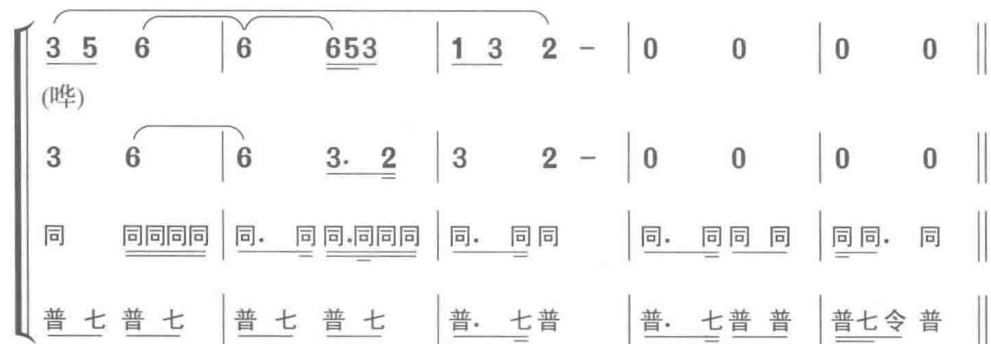 3 5 6 | 6 653 | 1 3 2 - | 0 0 | 0 0 ‖
(哗)
3 6 | 6 3. 2 | 3 2 - | 0 0 | 0 0 ‖
同 同同同同 | 同. 同 同.同同同 | 同. 同同 | 同. 同同 同 | 同同. 同 ‖
普 七 普 七 | 普 七 普 七 | 普. 七普 | 普. 七普 普 | 普七令 普 ‖